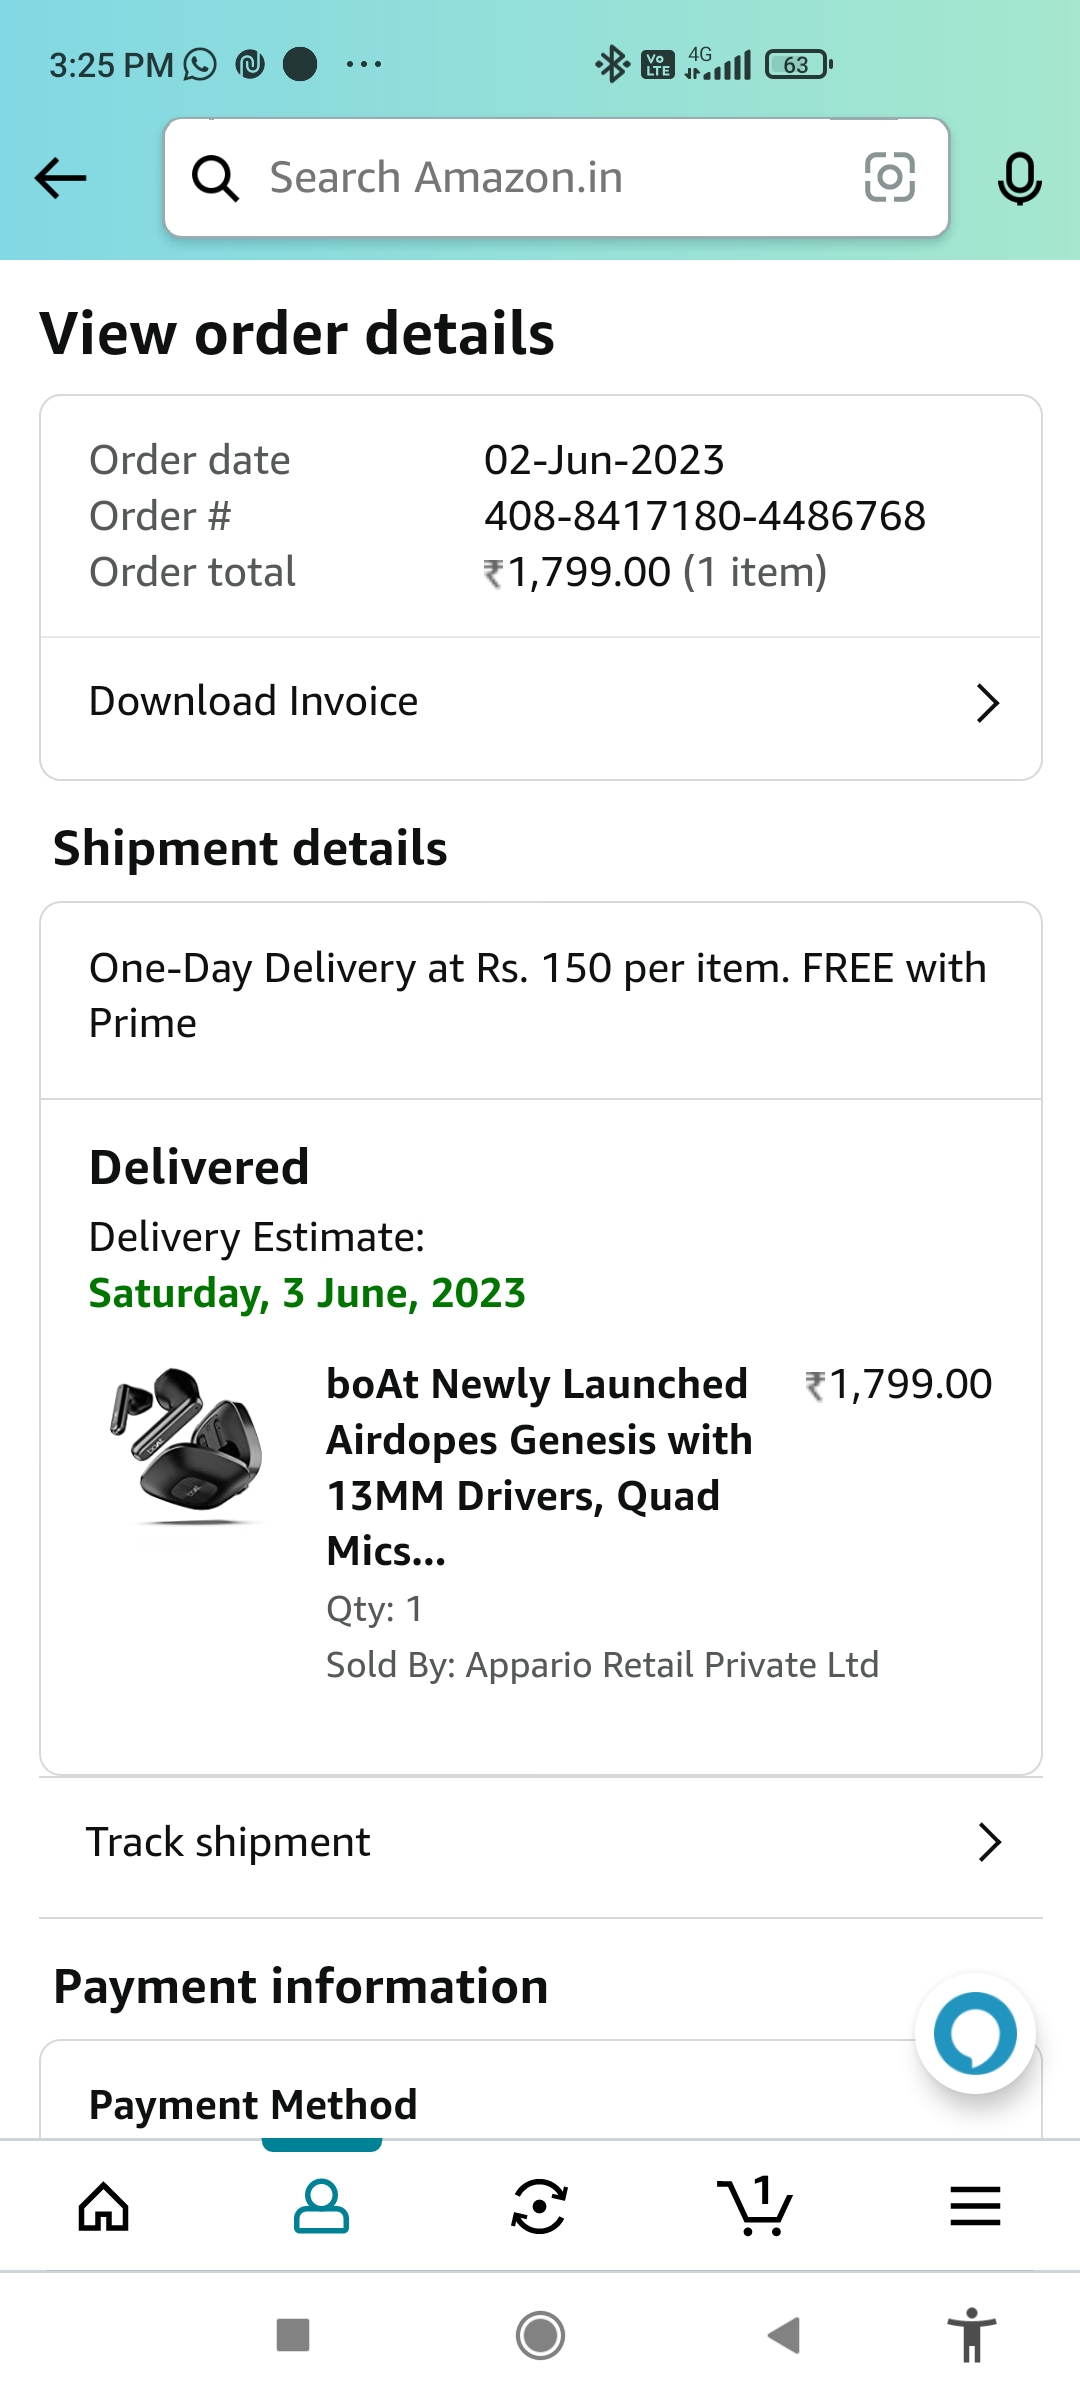 3:25 PM
Vo LTE 4G 63
Search Amazon.in
View order details
Order date 02-Jun-2023
Order # 408-8417180-4486768
Order total ₹1,799.00 (1 item)
Download Invoice
Shipment details
One-Day Delivery at Rs. 150 per item. FREE with
Prime
Delivered
Delivery Estimate:
Saturday, 3 June, 2023
boAt Newly Launched ₹1,799.00
Airdopes Genesis with
13MM Drivers, Quad
Mics...
Qty: 1
Sold By: Appario Retail Private Ltd
Track shipment
Payment information
Payment Method
1